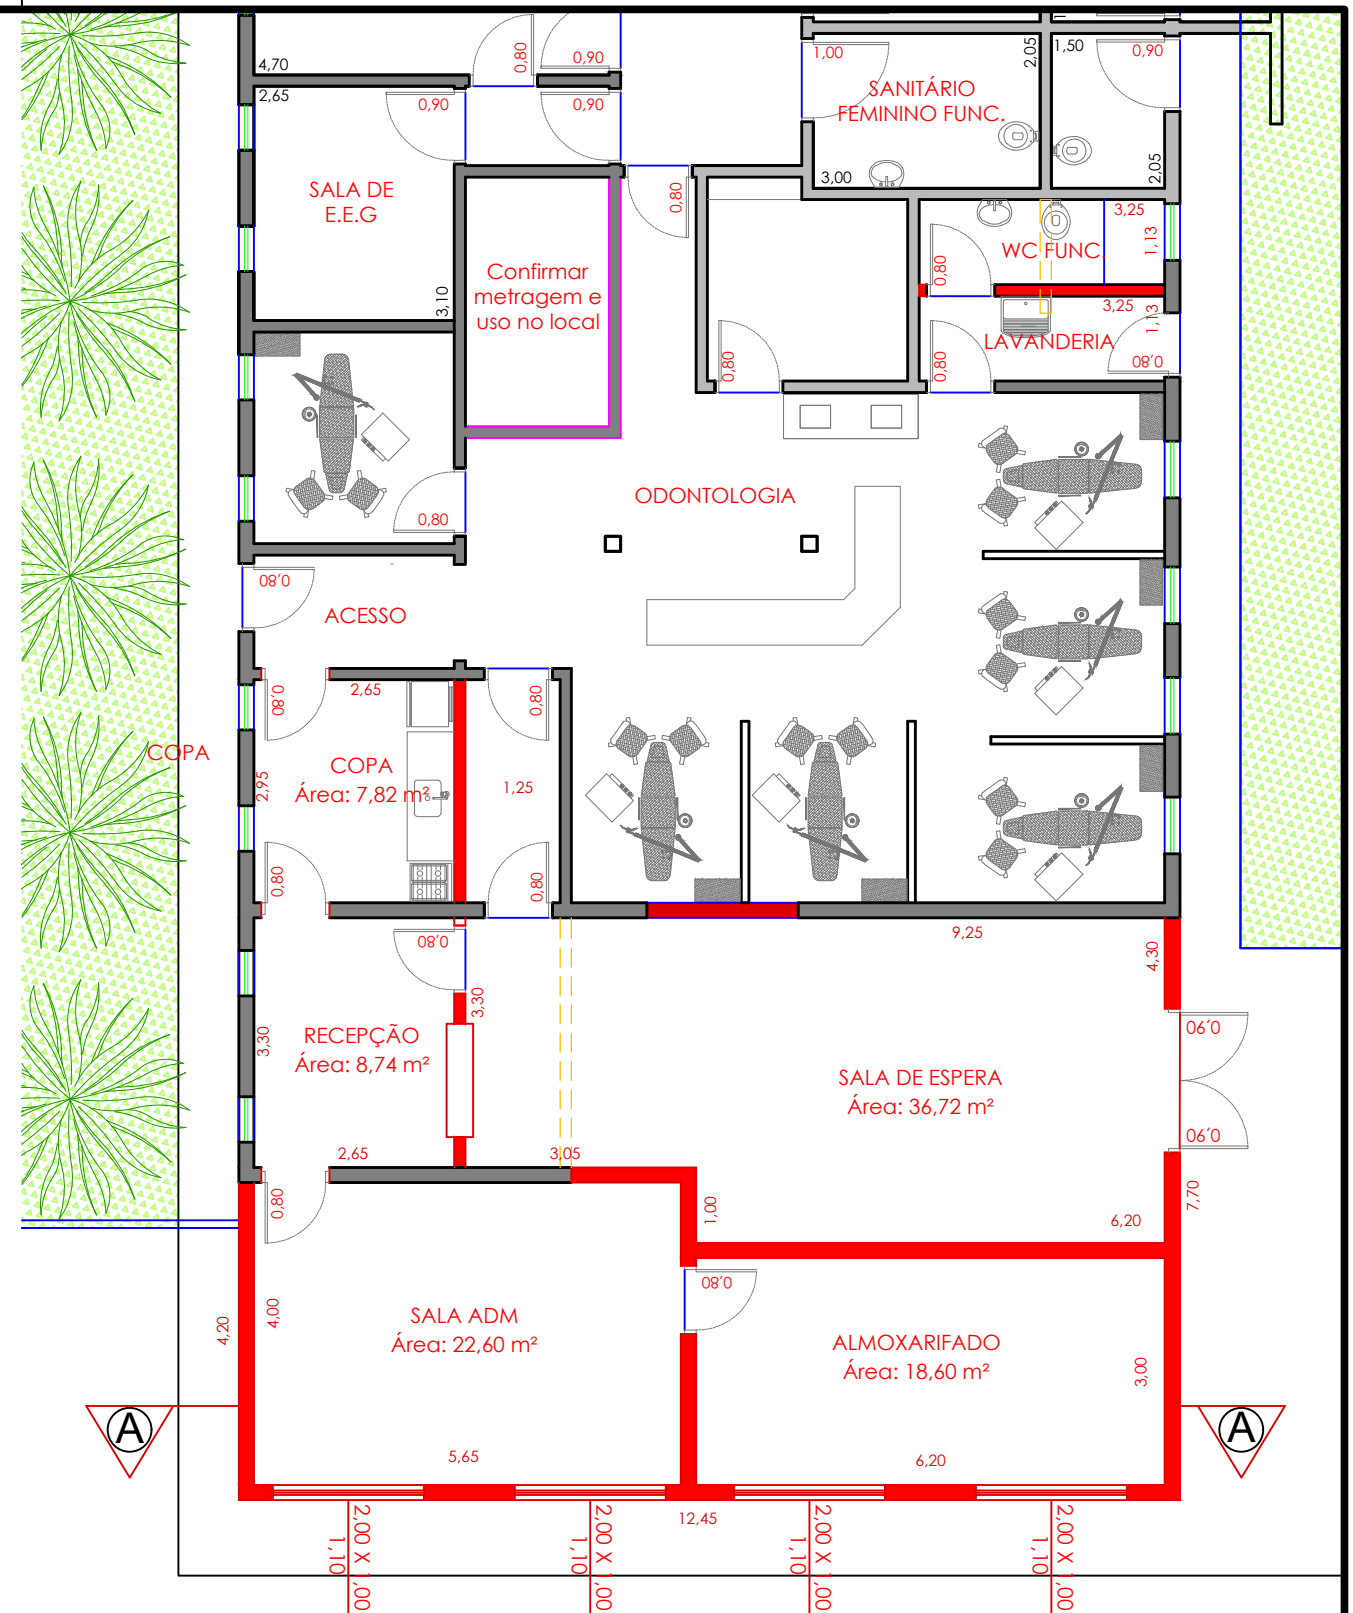 4,70
0,80
0,90
1,00
2,05
1,50
0,90
2,65
0,90
0,90
SANITÁRIO
FEMININO FUNC.
3,00
2,05
SALA DE
E.E.G
0,80
3,25
1,13
WC FUNC.
0,80
Confirmar
metragem e
uso no local
3,10
3,25
1,13
LAVANDERIA
0,80
0,80
0,80
ODONTOLOGIA
0,80
0,80
ACESSO
0,80
2,65
0,80
COPA
COPA
Área: 7,82 m²
2,95
1,25
0,80
0,80
9,25
0,80
4,30
3,30
3,30
RECEPÇÃO
Área: 8,74 m²
0,90
SALA DE ESPERA
Área: 36,72 m²
0,90
2,65
3,05
0,80
1,00
6,20
7,70
0,80
4,20
4,00
SALA ADM
Área: 22,60 m²
ALMOXARIFADO
Área: 18,60 m²
3,00
A
A
5,65
6,20
12,45
2,00 X 1,00
1,10
2,00 X 1,00
1,10
2,00 X 1,00
1,10
2,00 X 1,00
1,10